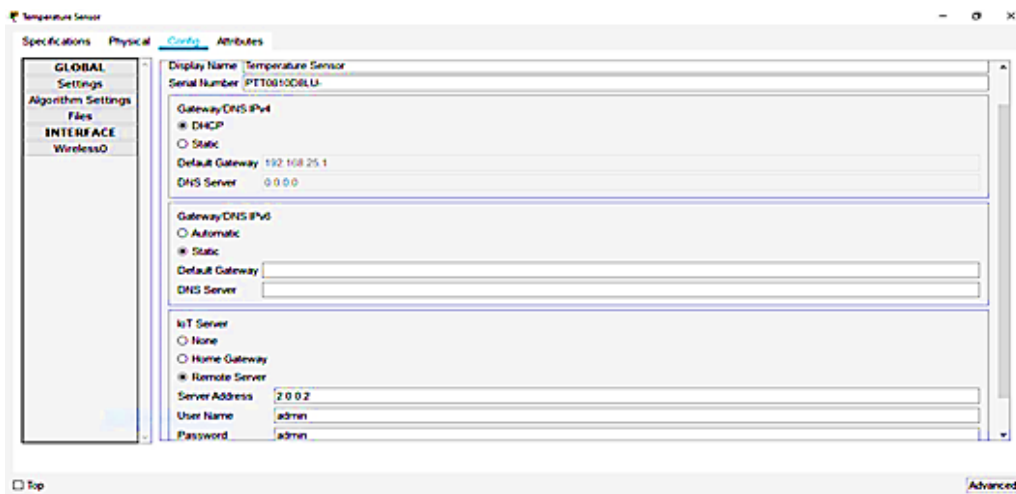 Temperature Sensor
Specifications Physical Config Attributes
GLOBAL
Settings
Algorithm Settings
Files
INTERFACE
Wireless0
Display Name Temperature Sensor
Serial Number
Gateway/DNS IPv4
DHCP
Static
Default Gateway 192.168.25.1
DNS Server 0.0.0.0
Gateway/DNS IPv6
Automatic
Static
Default Gateway
DNS Server
IoT Server
None
Home Gateway
Remote Server
Server Address 2.0.0.2
User Name admin
Password admin
Top
Advanced